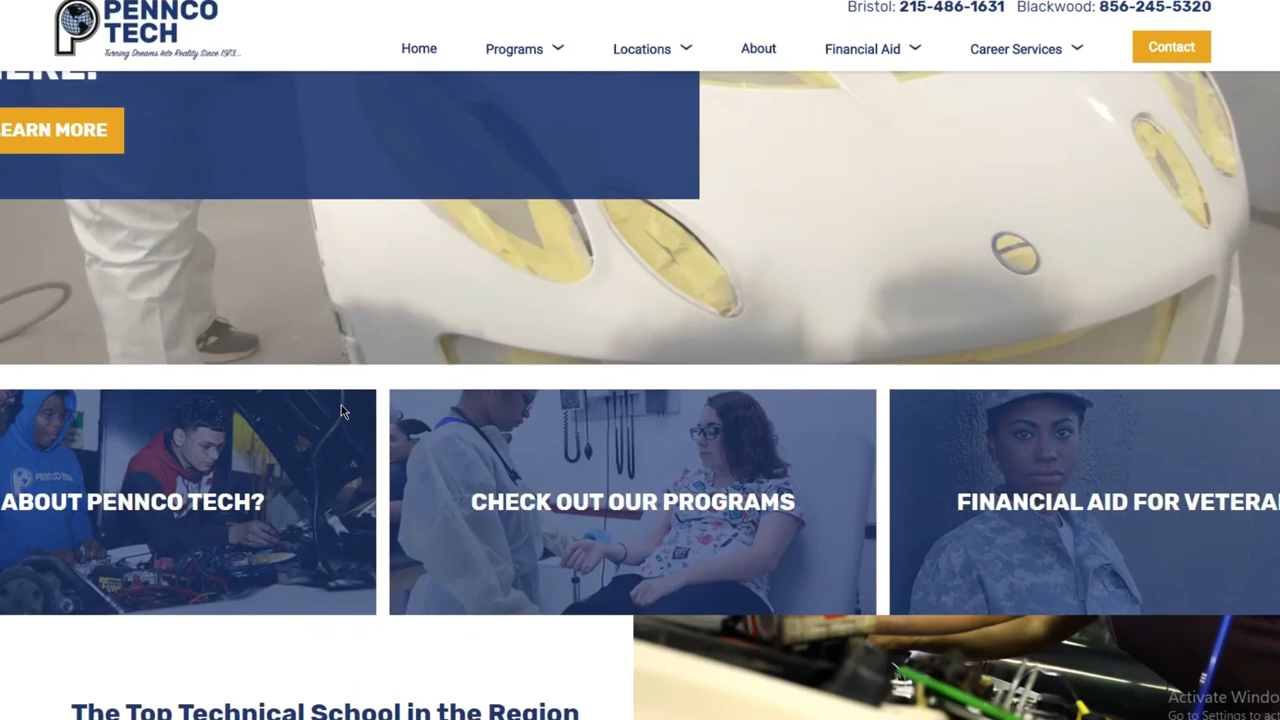 PENNCO
TECH
Turning Dreams Into Reality Since 1973...
Bristol: 215-486-1631 Blackwood: 856-245-5320
Home Programs Locations About Financial Aid Career Services Contact
EARN MORE
ABOUT PENNCO TECH?
CHECK OUT OUR PROGRAMS
FINANCIAL AID FOR VETERA
The Top Technical School in the Region
Activate Windo
Go to Settings to act